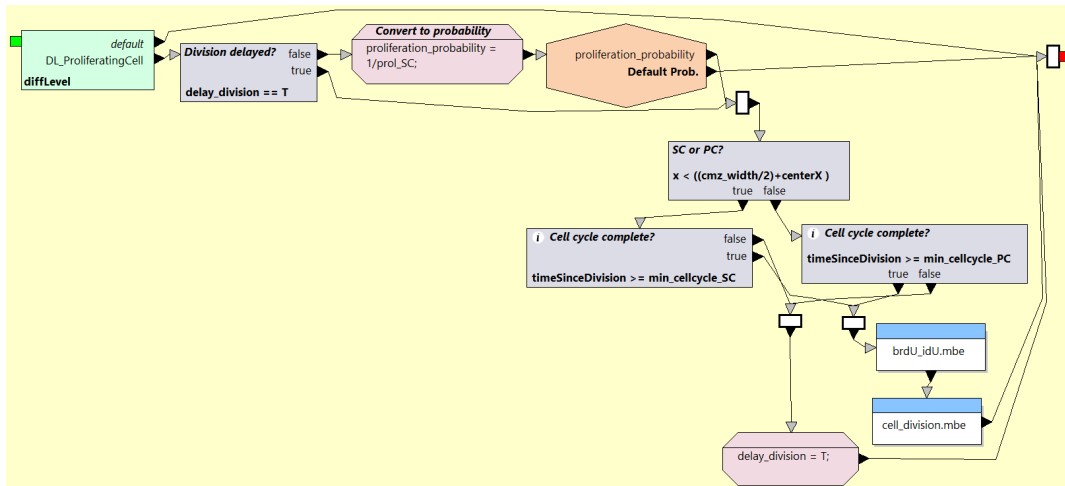 default
DL_ProliferatingCell
diffLevel
Division delayed?
false
true
delay_division == T
Convert to probability
proliferation_probability =
1/prol_SC;
proliferation_probability
Default Prob.
SC or PC?
x < ((cmz_width/2)+centerX )
true false
i Cell cycle complete?
false
true
timeSinceDivision >= min_cellcycle_SC
i Cell cycle complete?
timeSinceDivision >= min_cellcycle_PC
true false
brdU_idU.mbe
cell_division.mbe
delay_division = T;